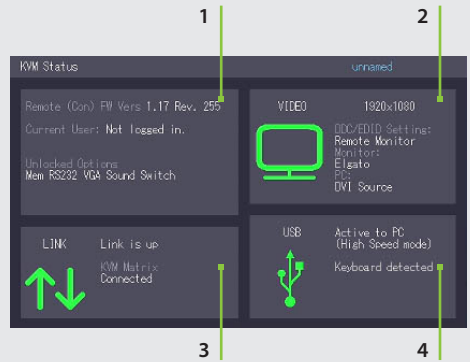 1
2
KVM Status
unnamed
Remote (Con) FW Vers 1.17 Rev. 255
Current User: Not logged in.
Unlocked Options
Mem RS232 VGA Sound Switch
VIDEO
1920x1080
DDC/EDID Setting:
Remote Monitor
Monitor:
Elgato
PC:
DVI Source
LINK
Link is up
KVM Matrix
Connected
USB
Active to PC
(High Speed mode)
Keyboard detected
3
4